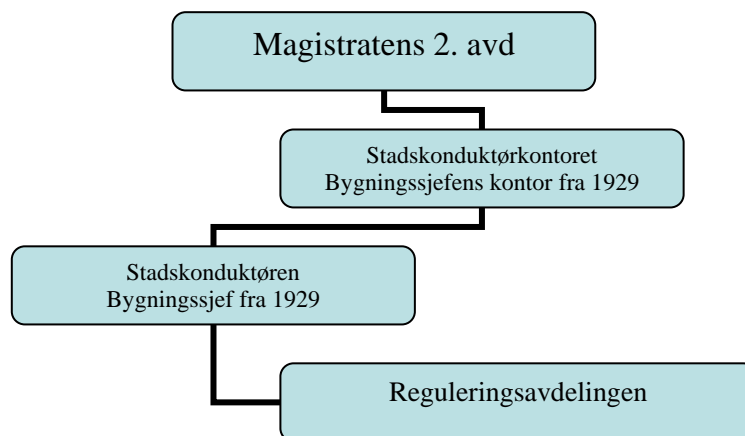 Magistratens 2. avd
Stadskonduktørkontoret
Bygningssjefens kontor fra 1929
Stadskonduktøren
Bygningssjef fra 1929
Reguleringsavdelingen